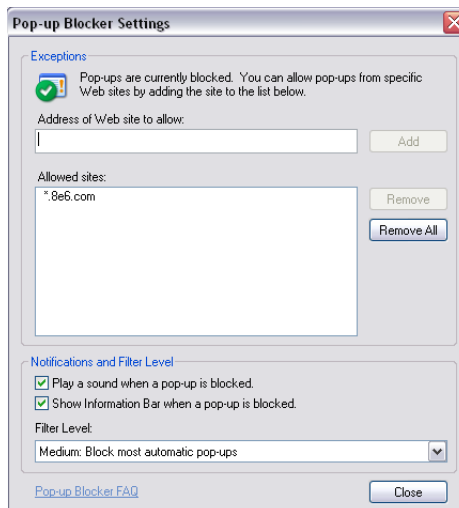 Pop-up Blocker Settings
Exceptions
Pop-ups are currently blocked. You can allow pop-ups from specific
Web sites by adding the site to the list below.
Address of Web site to allow:
Add
Allowed sites:
*.8e6.com
Remove
Remove All
Notifications and Filter Level
Play a sound when a pop-up is blocked.
Show Information Bar when a pop-up is blocked.
Filter Level:
Medium: Block most automatic pop-ups
Pop-up Blocker FAQ
Close